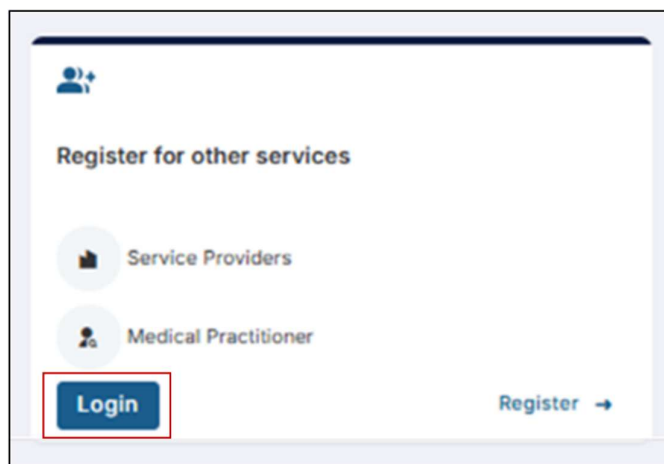 Register for other services
Service Providers
Medical Practitioner
Login
Register →